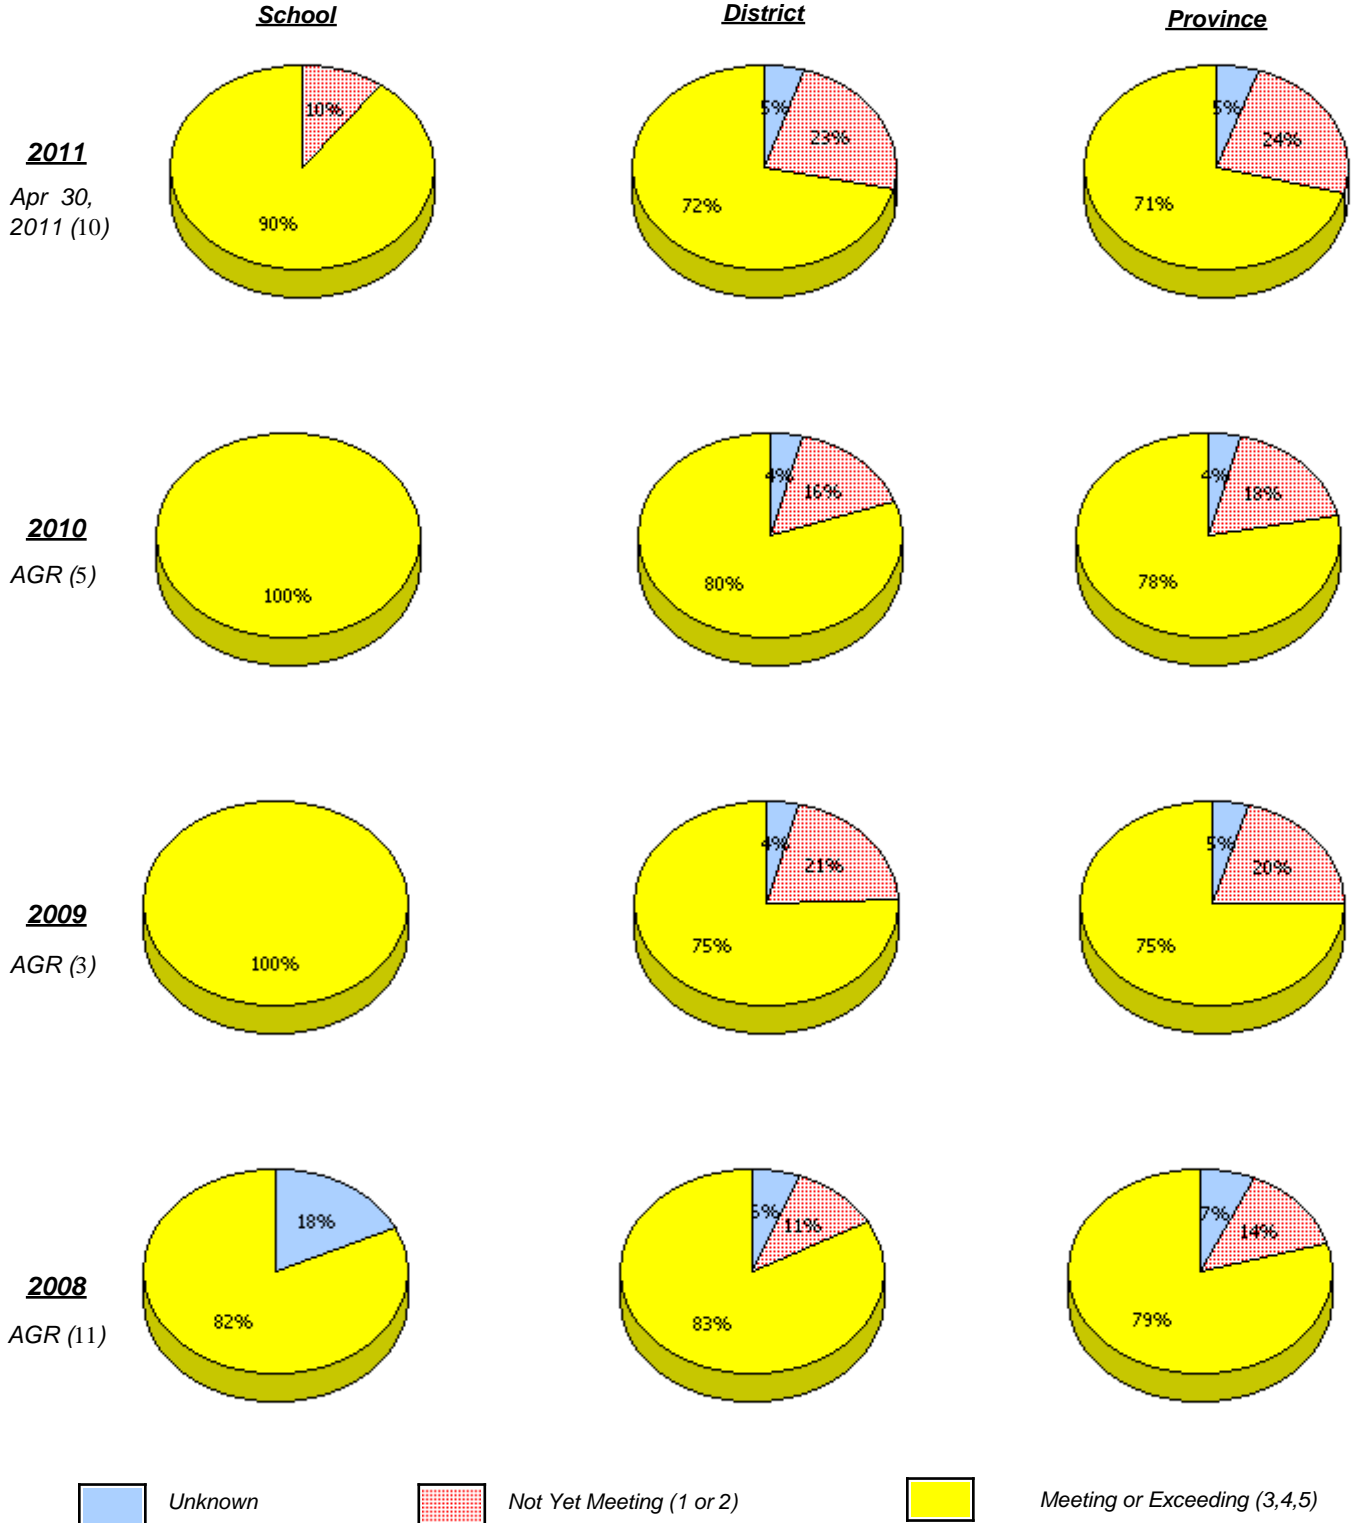 School District Province
10% 5% 23% 5% 24%
2011
Apr 30,
2011 (10)
90% 72% 71%
4% 16% 4% 18%
2010
AGR (5)
100% 80% 78%
4% 21% 5% 20%
2009
AGR (3)
100% 75% 75%
18% 11% 7% 14%
2008
AGR (11)
82% 83% 79%
Unknown Not Yet Meeting (1 or 2) Meeting or Exceeding (3,4,5)